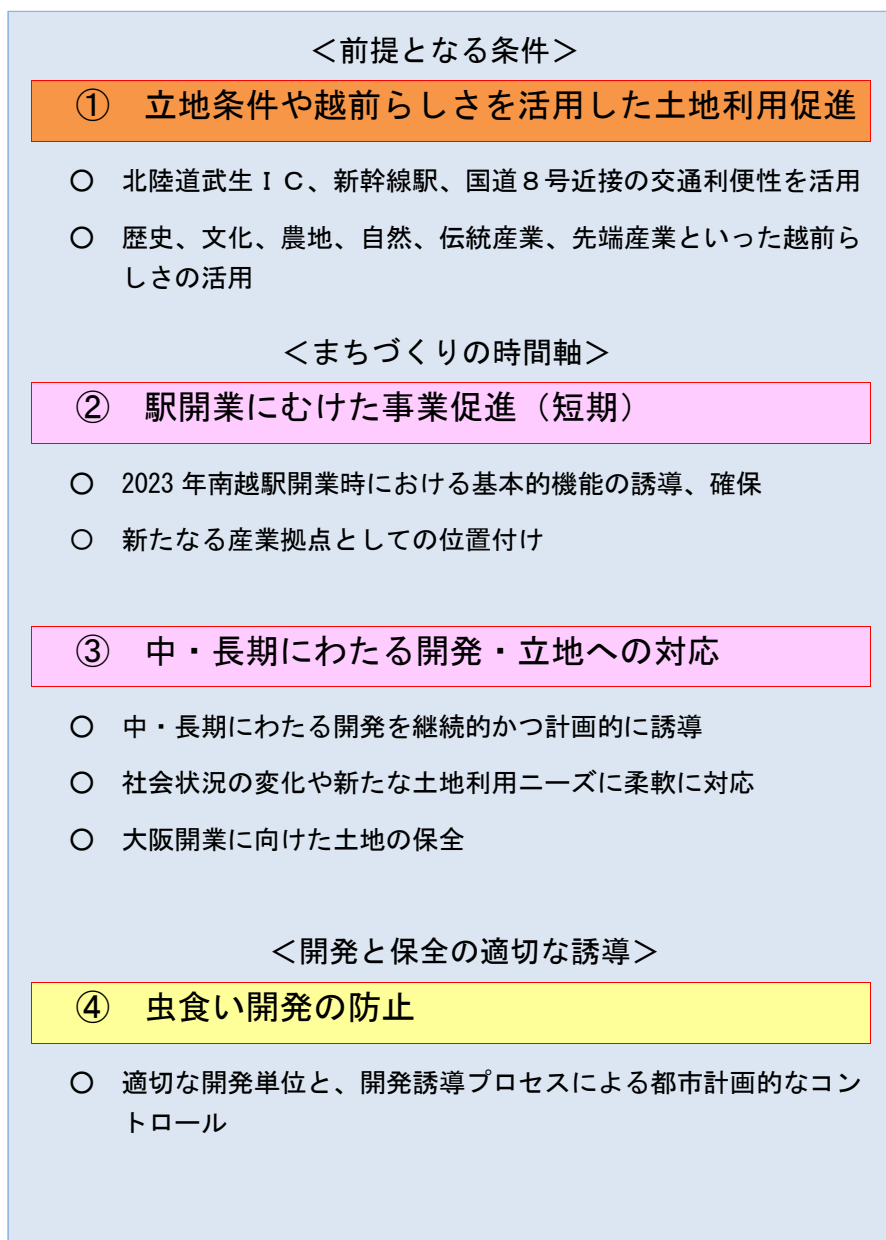 ＜前提となる条件＞
① 立地条件や越前らしさを活用した土地利用促進
○ 北陸道武生ＩＣ、新幹線駅、国道８号近接の交通利便性を活用
○ 歴史、文化、農地、自然、伝統産業、先端産業といった越前ら
しさの活用
＜まちづくりの時間軸＞
② 駅開業にむけた事業促進（短期）
○ 2023 年南越駅開業時における基本的機能の誘導、確保
○ 新たなる産業拠点としての位置付け
③ 中・長期にわたる開発・立地への対応
○ 中・長期にわたる開発を継続的かつ計画的に誘導
○ 社会状況の変化や新たな土地利用ニーズに柔軟に対応
○ 大阪開業に向けた土地の保全
＜開発と保全の適切な誘導＞
④ 虫食い開発の防止
○ 適切な開発単位と、開発誘導プロセスによる都市計画的なコン
トロール